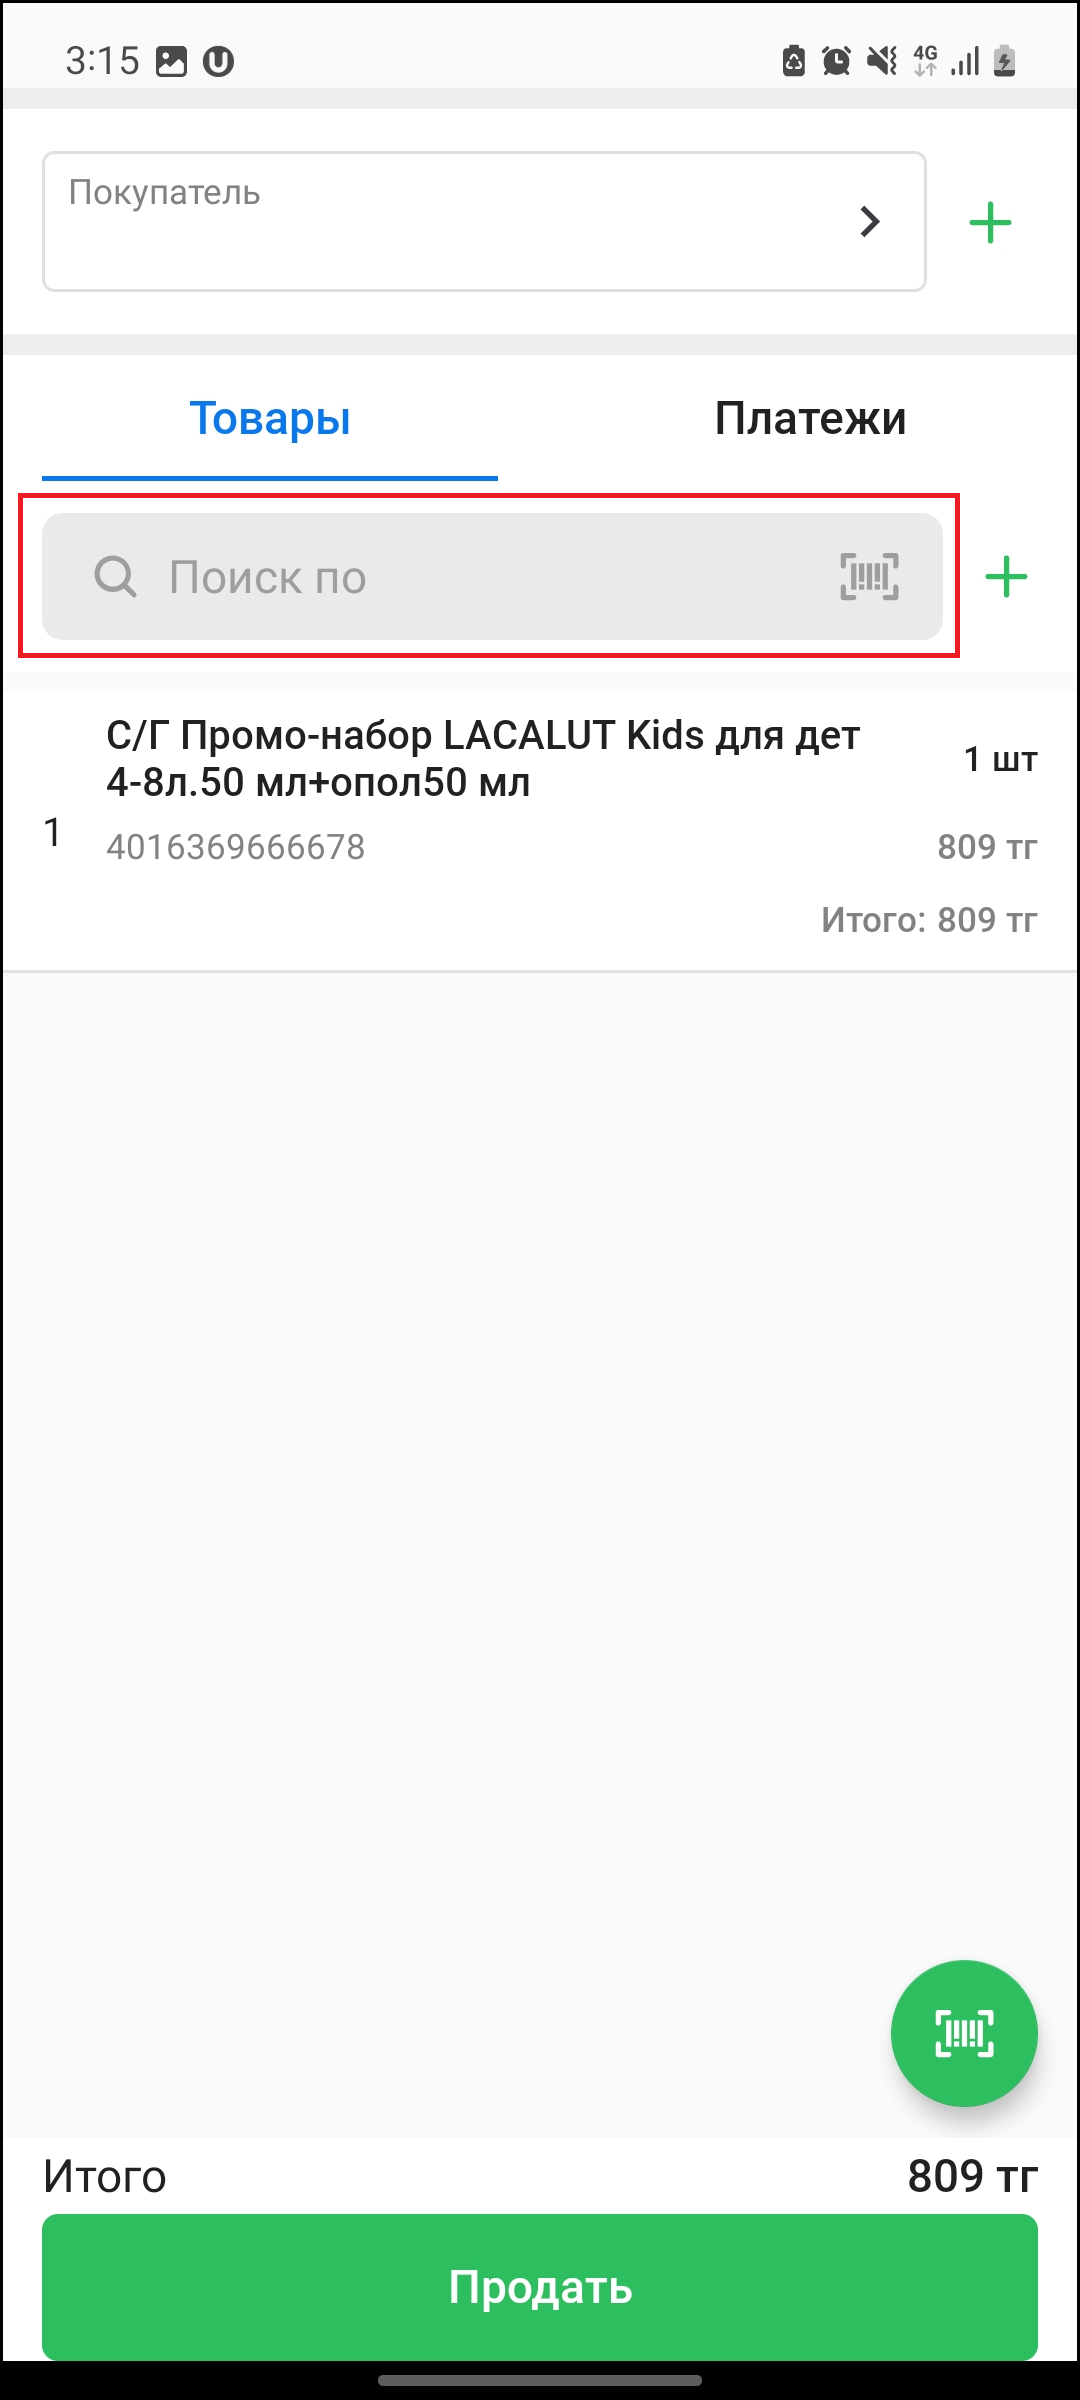 3:15
4G
Покупатель
Товары
Платежи
Поиск по
С/Г Промо-набор LACALUT Kids для дет
4-8л.50 мл+опол50 мл
1 шт
1
4016369666678
809 тг
Итого: 809 тг
Итого
809 тг
Продать